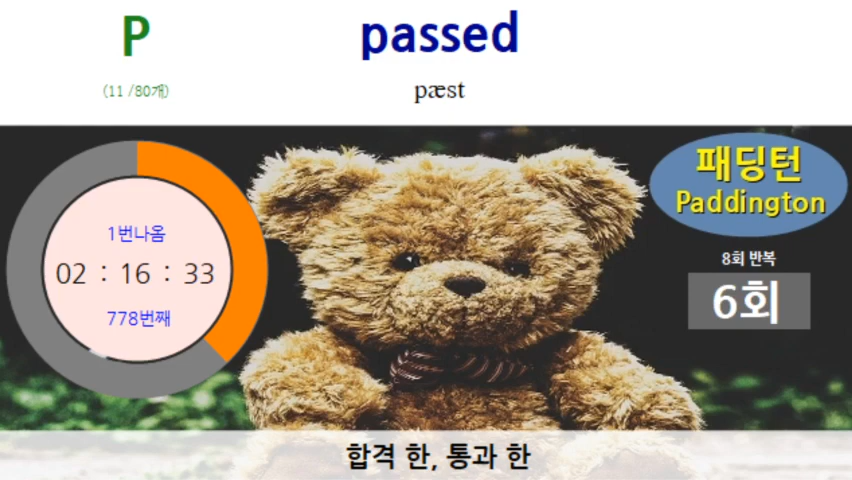 P
passed
(11 /80개)
pæst
패딩턴
Paddington
1번나옴
02 : 16 : 33
778번째
8회 반복
6회
합격 한, 통과 한